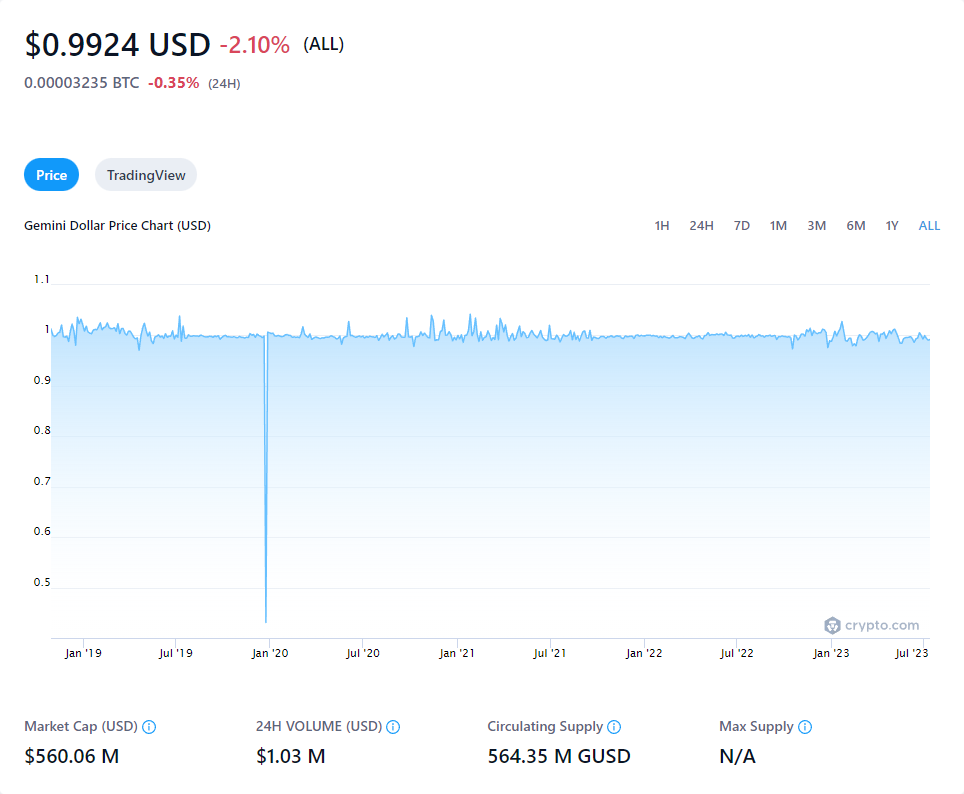 $0.9924 USD -2.10% (ALL)
0.00003235 BTC -0.35% (24H)
Price TradingView
Gemini Dollar Price Chart (USD) 1H 24H 7D 1M 3M 6M 1Y ALL
1.1
1
0.9
0.8
0.7
0.6
0.5
crypto.com
Jan '19 Jul '19 Jan '20 Jul '20 Jan '21 Jul '21 Jan '22 Jul '22 Jan '23 Jul '23
Market Cap (USD) 24H VOLUME (USD) Circulating Supply Max Supply
$560.06 M $1.03 M 564.35 M GUSD N/A